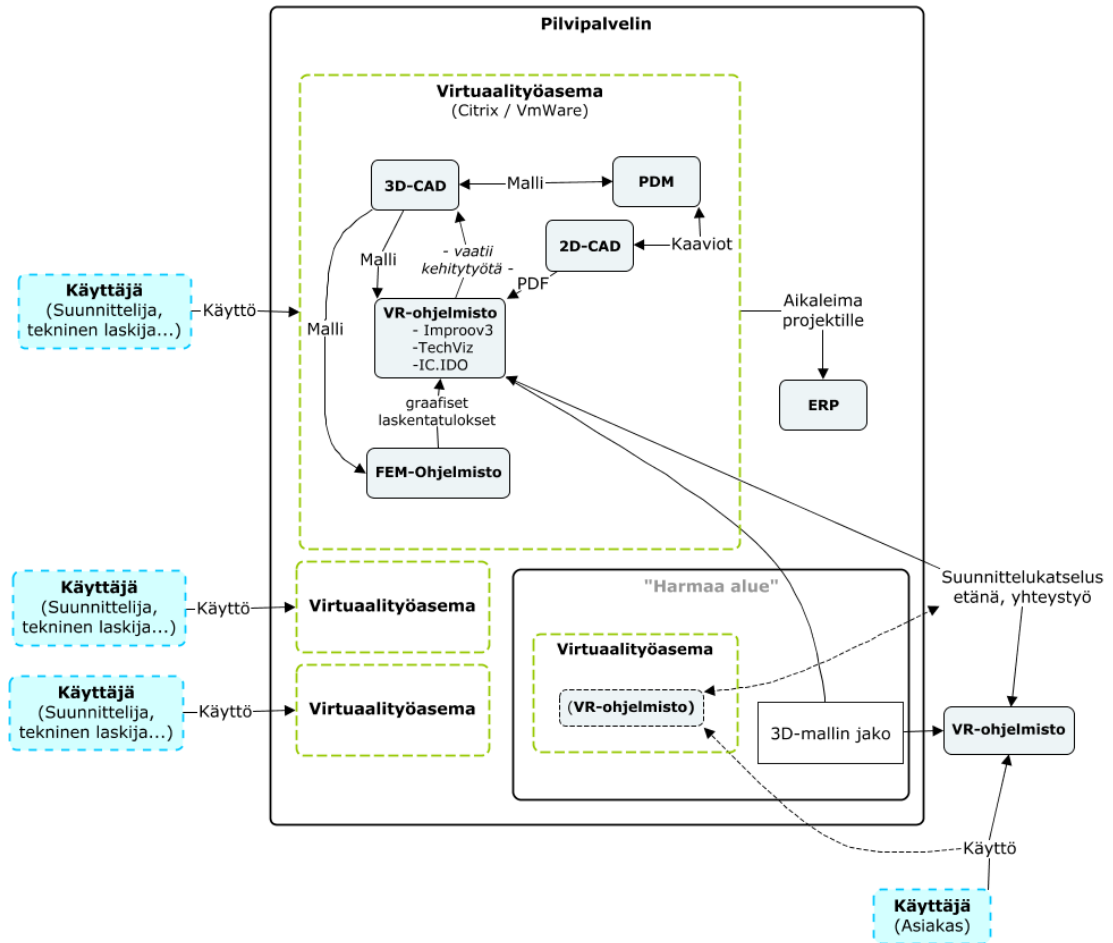 Pilvipalvelin
Virtuaalityöasema
(Citrix / VmWare)
3D-CAD
Malli
PDM
2D-CAD
Kaaviot
- vaatii
kehitytyötä -
Malli
PDF
Käyttäjä
(Suunnittelija,
tekninen laskija...)
Käyttö
Malli
VR-ohjelmisto
- Improov3
-TechViz
-IC.IDO
Aikaleima
projektille
ERP
graafiset
laskentatulokset
FEM-Ohjelmisto
Käyttäjä
(Suunnittelija,
tekninen laskija...)
Käyttö
Virtuaalityöasema
"Harmaa alue"
Suunnittelukatselus
etänä, yhteystyö
Käyttäjä
(Suunnittelija,
tekninen laskija...)
Käyttö
Virtuaalityöasema
Virtuaalityöasema
(VR-ohjelmisto)
3D-mallin jako
VR-ohjelmisto
Käyttö
Käyttäjä
(Asiakas)